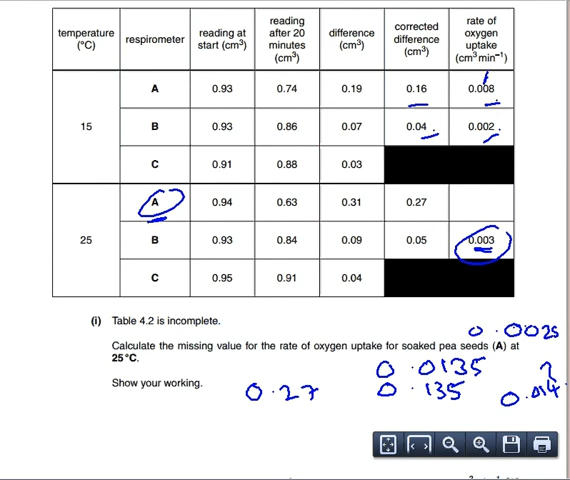 temperature (°C) respirometer reading at start (cm³) reading after 20 minutes (cm³) difference (cm³) corrected difference (cm³) rate of oxygen uptake (cm³ min⁻¹)
15 A 0.93 0.74 0.19 0.16 0.008
B 0.93 0.86 0.07 0.04 0.002
C 0.91 0.88 0.03
25 A 0.94 0.63 0.31 0.27
B 0.93 0.84 0.09 0.05 0.003
C 0.95 0.91 0.04
(i) Table 4.2 is incomplete.
0.0025
Calculate the missing value for the rate of oxygen uptake for soaked pea seeds (A) at
25 °C.
0.0135 ?
Show your working.
0.27 0.135 0.014